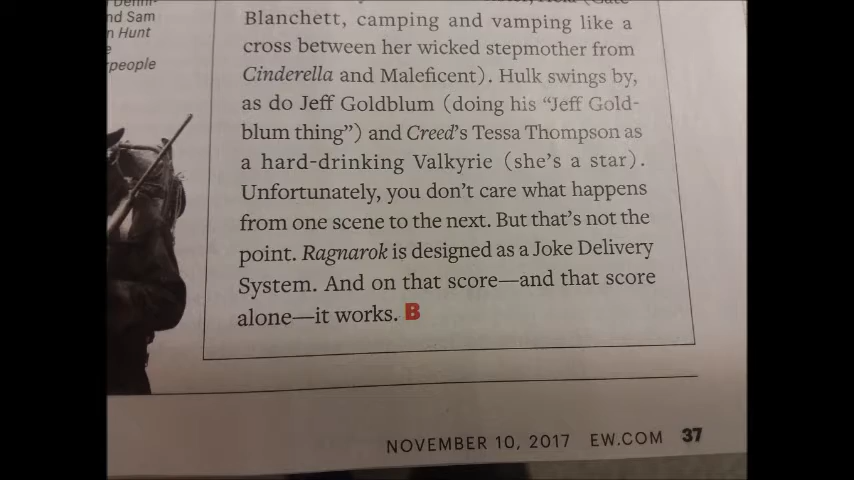 nd Sam
n Hunt
e
people
Blanchett, camping and vamping like a
cross between her wicked stepmother from
Cinderella and Maleficent). Hulk swings by,
as do Jeff Goldblum (doing his “Jeff Gold-
blum thing”) and Creed’s Tessa Thompson as
a hard-drinking Valkyrie (she’s a star).
Unfortunately, you don’t care what happens
from one scene to the next. But that’s not the
point. Ragnarok is designed as a Joke Delivery
System. And on that score—and that score
alone—it works. B
NOVEMBER 10, 2017 EW.COM 37